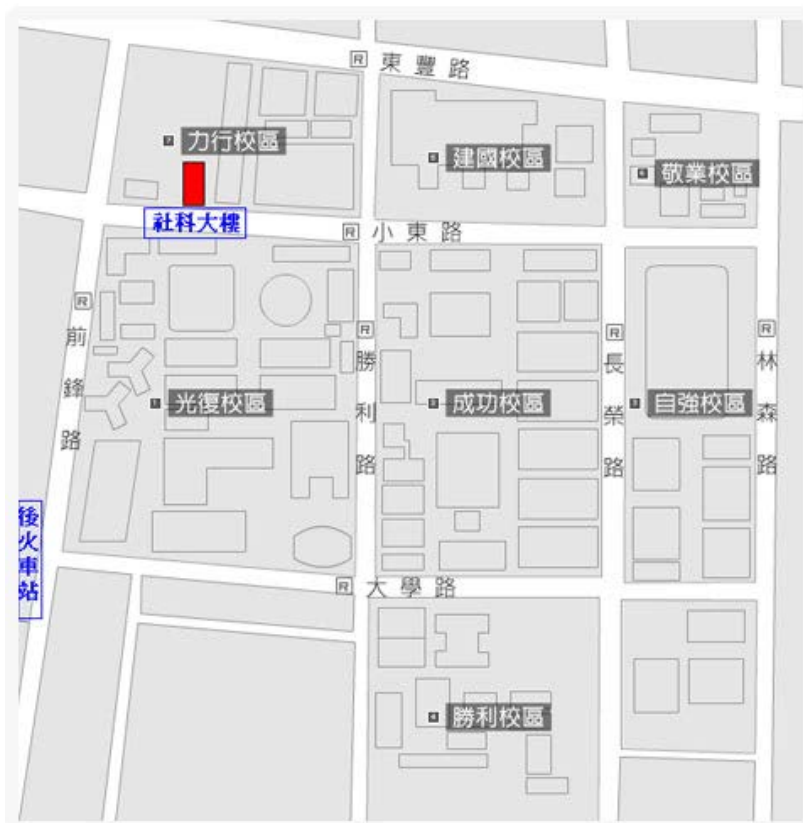 R 東豐路
力行校區
建國校區
敬業校區
社科大樓
R 小東路
R 前鋒路
R 勝利路
R 長榮路
R 林森路
光復校區
成功校區
自強校區
後火車站
R 大學路
勝利校區